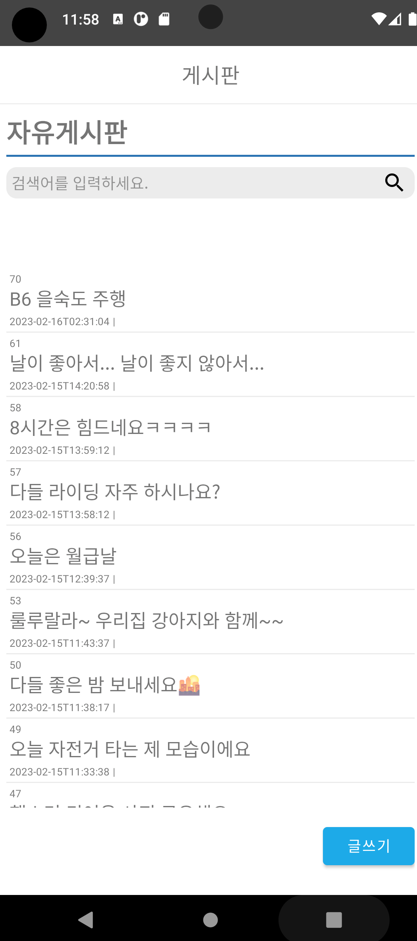 11:58
게시판
자유게시판
검색어를 입력하세요.
70
B6 을숙도 주행
2023-02-16T02:31:04 |
61
날이 좋아서... 날이 좋지 않아서...
2023-02-15T14:20:58 |
58
8시간은 힘드네요ㅋㅋㅋㅋ
2023-02-15T13:59:12 |
57
다들 라이딩 자주 하시나요?
2023-02-15T13:58:12 |
56
오늘은 월급날
2023-02-15T12:39:37 |
53
룰루랄라~ 우리집 강아지와 함께~~
2023-02-15T11:43:37 |
50
다들 좋은 밤 보내세요🌇
2023-02-15T11:38:17 |
49
오늘 자전거 타는 제 모습이에요
2023-02-15T11:33:38 |
47
글쓰기